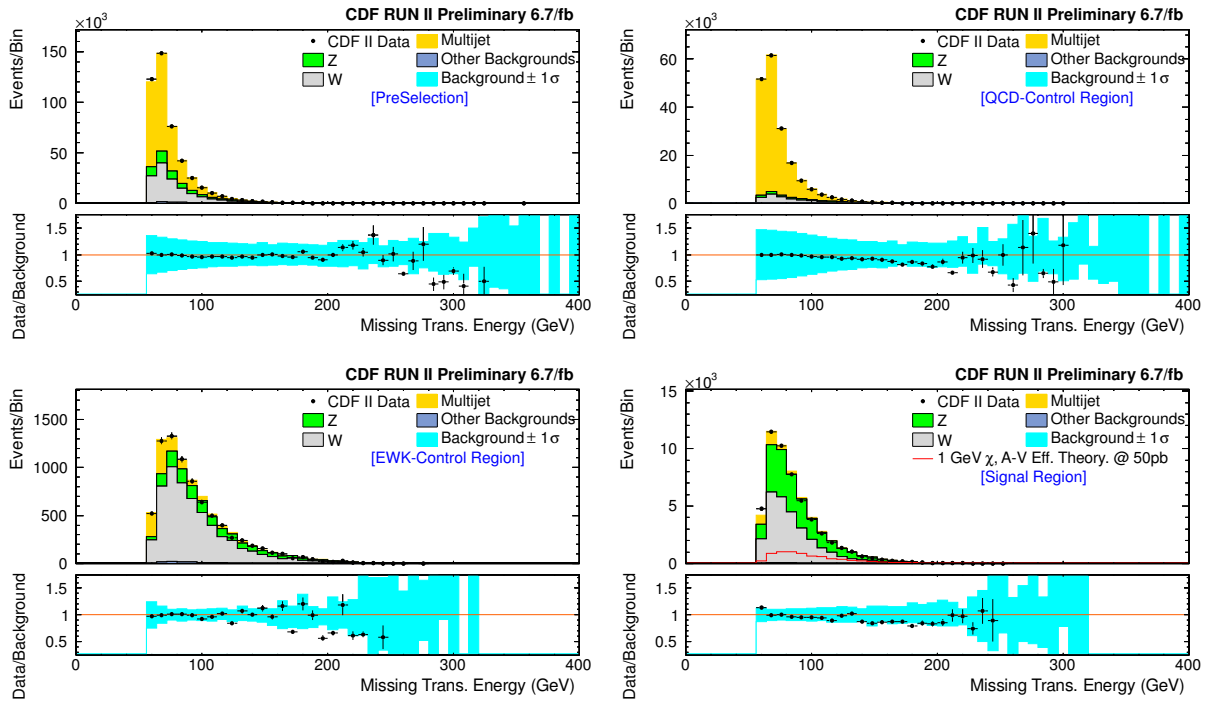 CDF RUN II Preliminary 6.7/fb
×10³
Events/Bin
150
100
50
0
CDF II Data
Z
W
Multijet
Other Backgrounds
Background ± 1σ
[PreSelection]
Data/Background
1.5
1
0.5
0 100 200 300 400
Missing Trans. Energy (GeV)
CDF RUN II Preliminary 6.7/fb
×10³
Events/Bin
60
40
20
0
CDF II Data
Z
W
Multijet
Other Backgrounds
Background ± 1σ
[QCD-Control Region]
Data/Background
1.5
1
0.5
0 100 200 300 400
Missing Trans. Energy (GeV)
CDF RUN II Preliminary 6.7/fb
Events/Bin
1500
1000
500
0
CDF II Data
Z
W
Multijet
Other Backgrounds
Background ± 1σ
[EWK-Control Region]
Data/Background
1.5
1
0.5
0 100 200 300 400
Missing Trans. Energy (GeV)
CDF RUN II Preliminary 6.7/fb
×10³
Events/Bin
15
10
5
0
CDF II Data
Z
W
Multijet
Other Backgrounds
Background ± 1σ
1 GeV χ, A-V Eff. Theory. @ 50pb
[Signal Region]
Data/Background
1.5
1
0.5
0 100 200 300 400
Missing Trans. Energy (GeV)